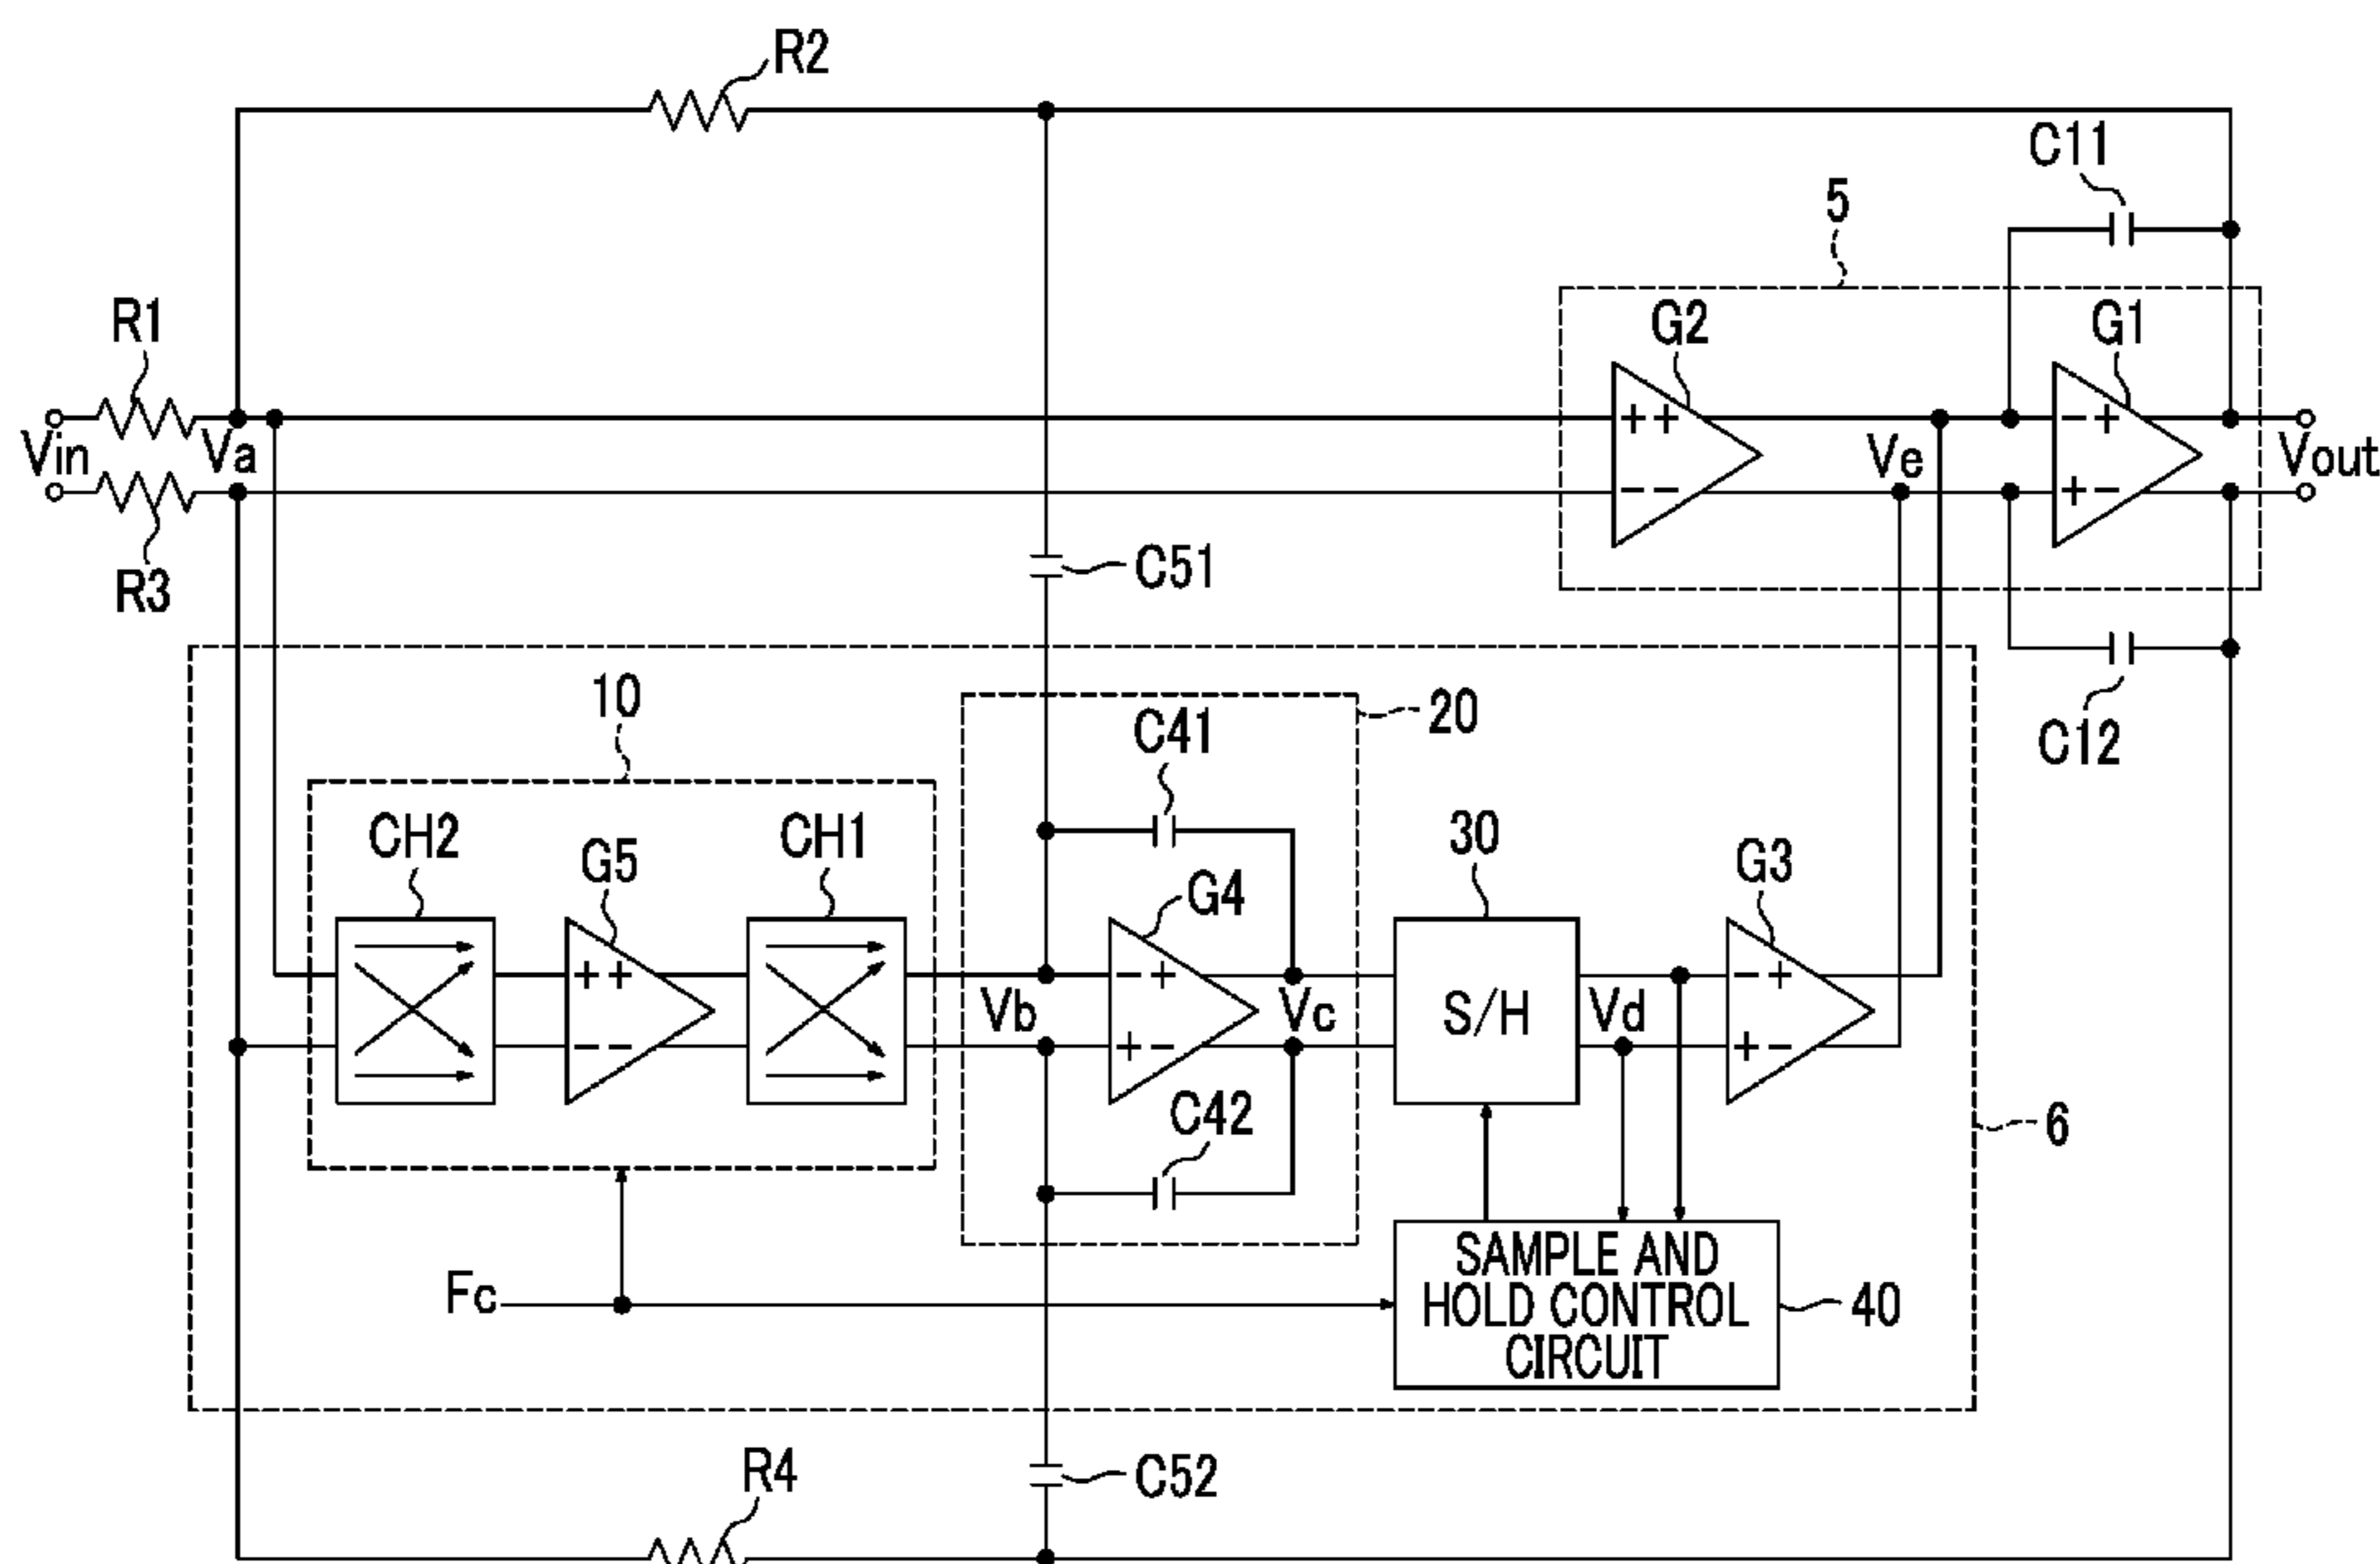 R2
C11
5
R1
G2
G1
Vin
Va
++
Ve
-+
Vout
--
+-
R3
C51
C12
10
20
C41
CH2
G5
CH1
G4
30
G3
++
-+
S/H
-+
Vb
Vc
Vd
--
+-
+-
C42
6
Fc
SAMPLE AND
HOLD CONTROL
CIRCUIT
40
R4
C52